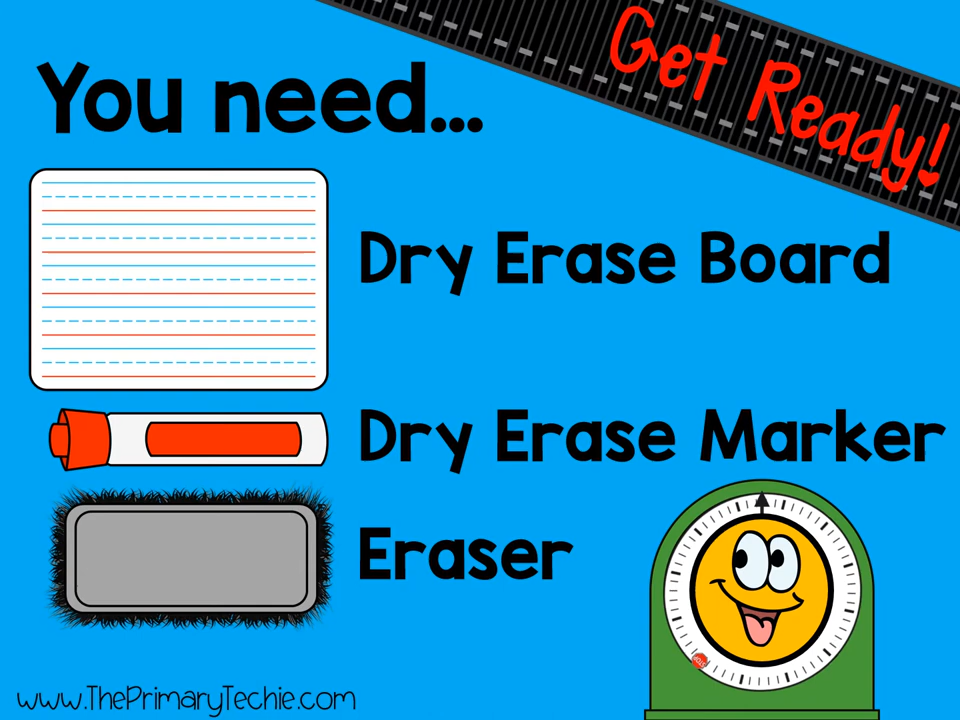 Get Ready!
You need...
Dry Erase Board
Dry Erase Marker
Eraser
www.ThePrimaryTechie.com